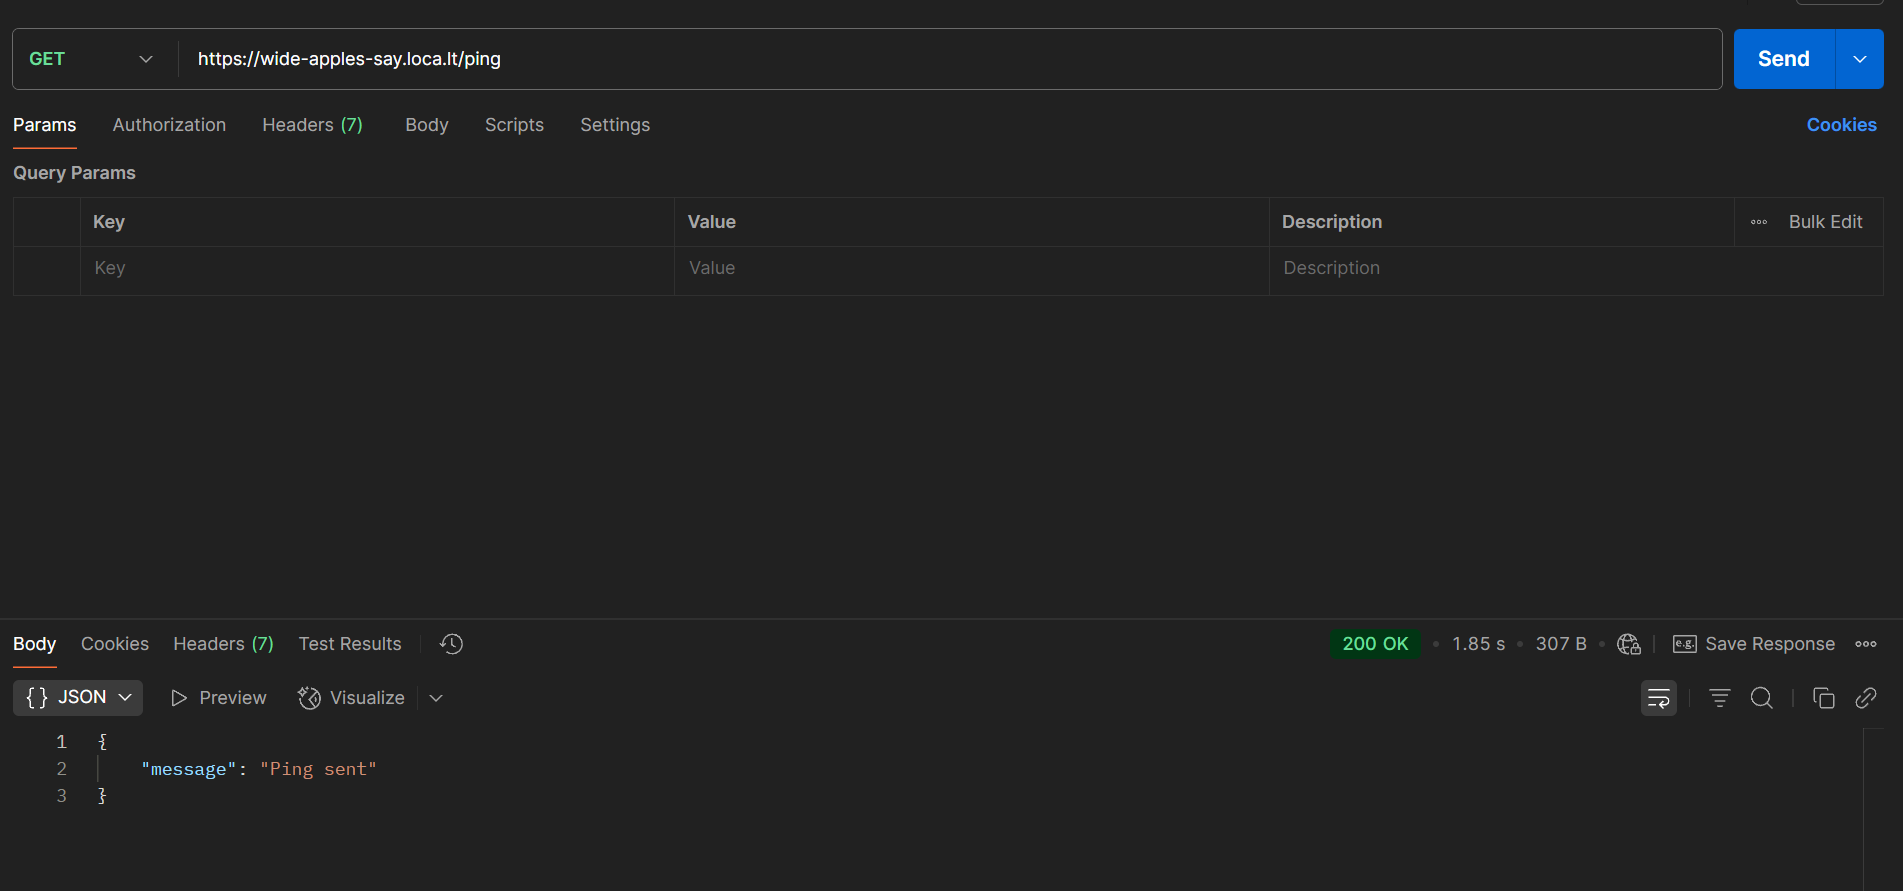 GET https://wide-apples-say.loca.lt/ping Send
Params Authorization Headers (7) Body Scripts Settings Cookies
Query Params
Key Value Description Bulk Edit
Key Value Description
Body Cookies Headers (7) Test Results 200 OK • 1.85 s • 307 B • e.g. Save Response
{} JSON Preview Visualize
1 {
2 "message": "Ping sent"
3 }